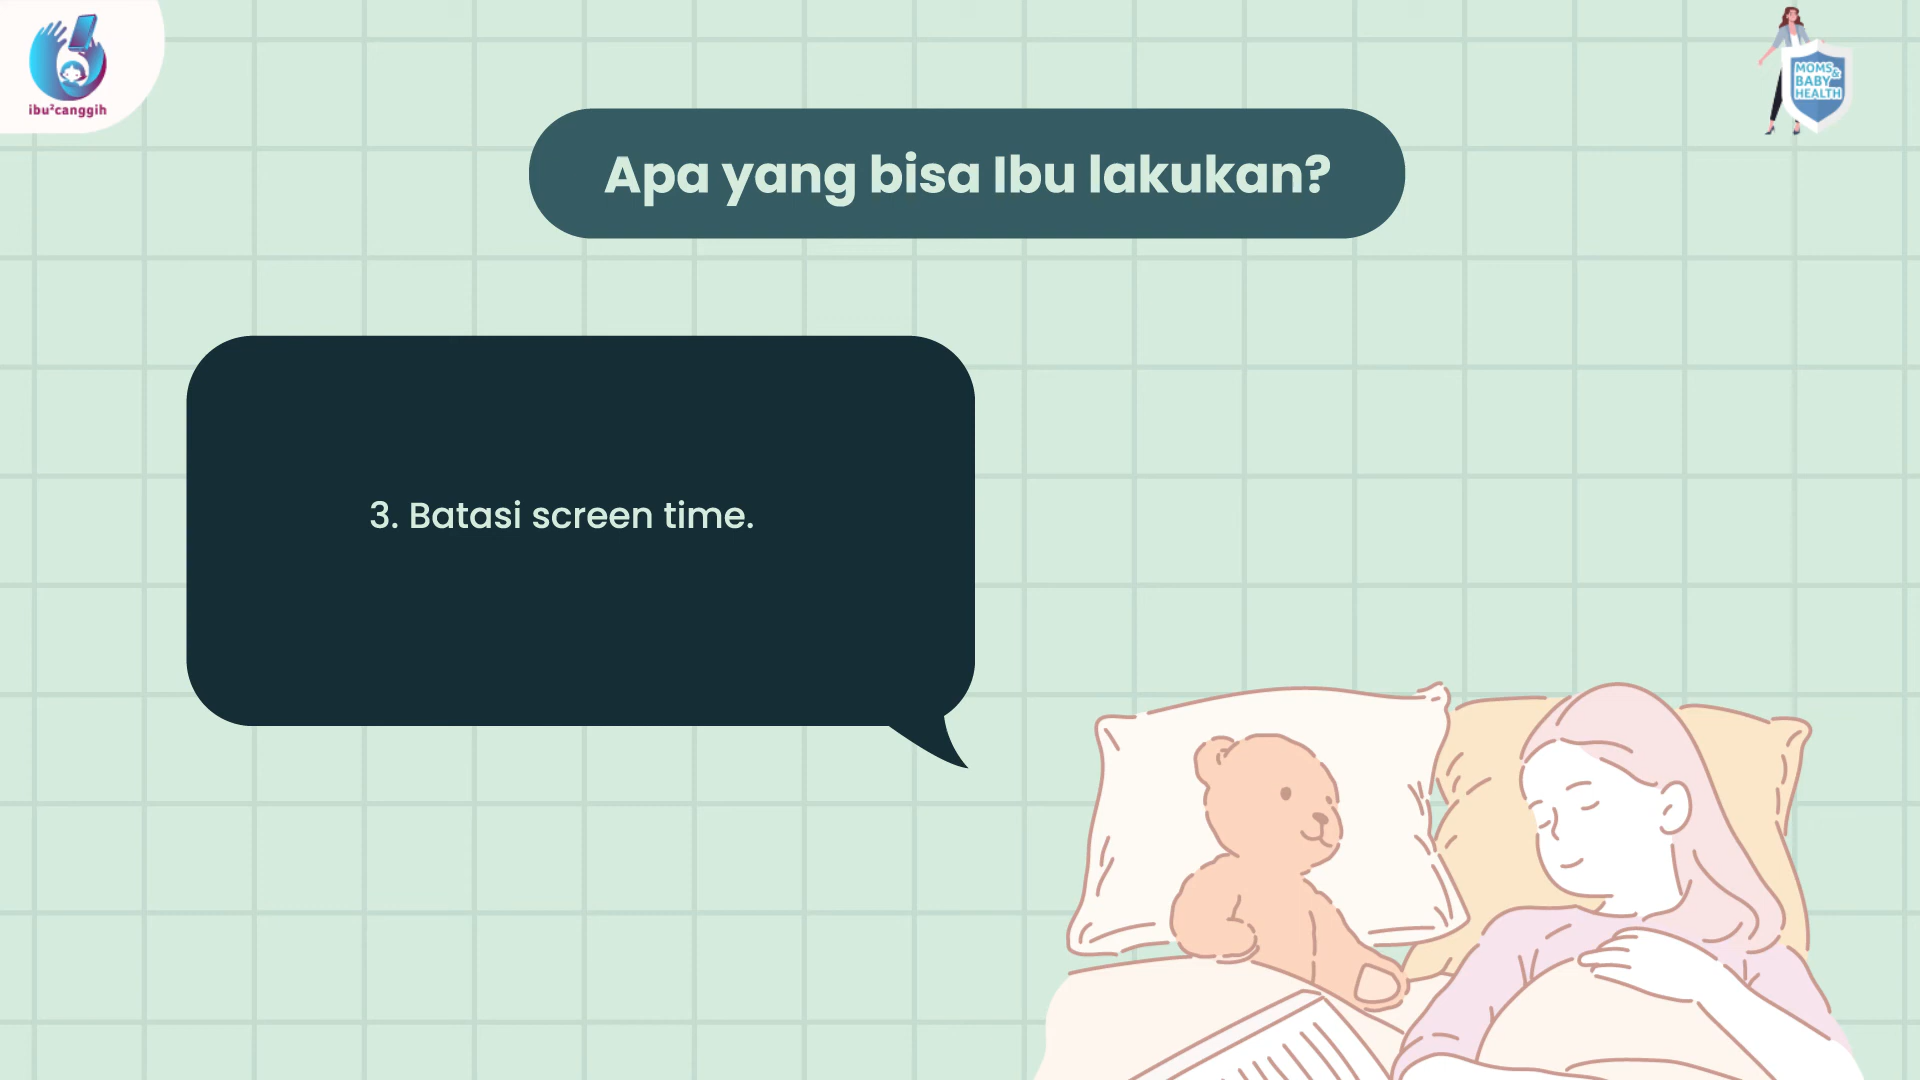 ibu²canggih
MOMS&
BABY
HEALTH
Apa yang bisa Ibu lakukan?
3. Batasi screen time.